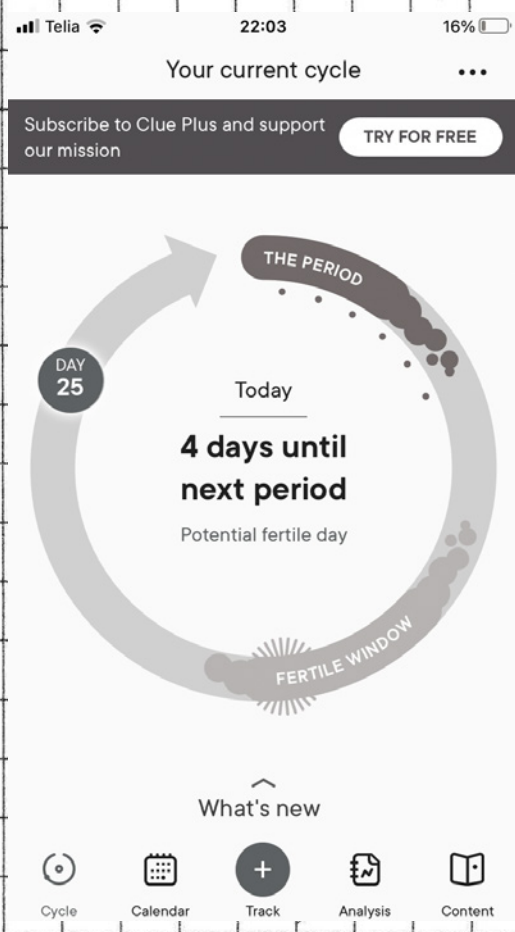 Telia 22:03 16%
Your current cycle
Subscribe to Clue Plus and support
our mission
TRY FOR FREE
THE PERIOD
DAY
25
Today
4 days until
next period
Potential fertile day
FERTILE WINDOW
What's new
Cycle Calendar Track Analysis Content